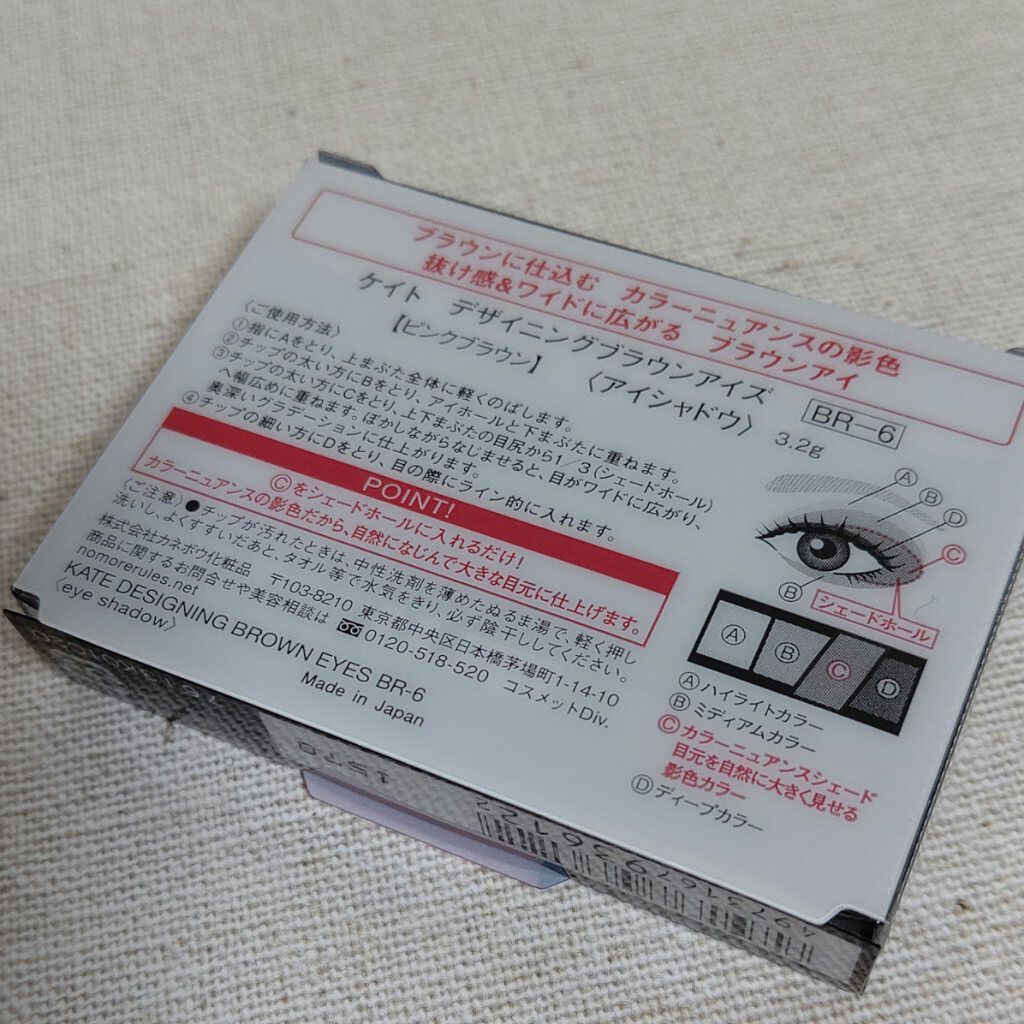 ブラウンに仕込む カラーニュアンスの影色
抜け感&ワイドに広がる ブラウンアイ
ケイト デザイニングブラウンアイズ BR−6
【ピンクブラウン】 〈アイシャドウ〉 3.2g
〈ご使用方法〉
①指にAをとり、上まぶた全体に軽くのばします。
②チップの太い方にBをとり、アイホールと下まぶたに重ねます。
③チップの太い方にCをとり、上下まぶたの目尻から1/3(シェードホール)
へ幅広めに重ねます。ぼかしながらなじませると、目がワイドに広がり、
奥深いグラデーションに仕上がります。
④チップの細い方にDをとり、目の際にライン的に入れます。
POINT!
Ⓒをシェードホールに入れるだけ!
カラーニュアンスの影色だから、自然になじんで大きな目元に仕上げます。
〈ご注意〉●チップが汚れたときは、中性洗剤を薄めたぬるま湯で、軽く押し
洗いし、よくすすいだあと、タオル等で水気をきり、必ず陰干ししてください。
株式会社カネボウ化粧品 〒103-8210 東京都中央区日本橋茅場町1-14-10
商品に関するお問合せや美容相談は 0120-518-520 コスメットDiv.
nomorerules.net
KATE DESIGNING BROWN EYES BR-6
〈eye shadow〉
Made in Japan
Ⓐ
Ⓑ
Ⓓ
Ⓒ
Ⓑ
シェードホール
Ⓐ Ⓑ Ⓒ Ⓓ
Ⓐハイライトカラー
Ⓑミディアムカラー
Ⓒカラーニュアンスシェード
目元を自然に大きく見せる
影色カラー
Ⓓディープカラー